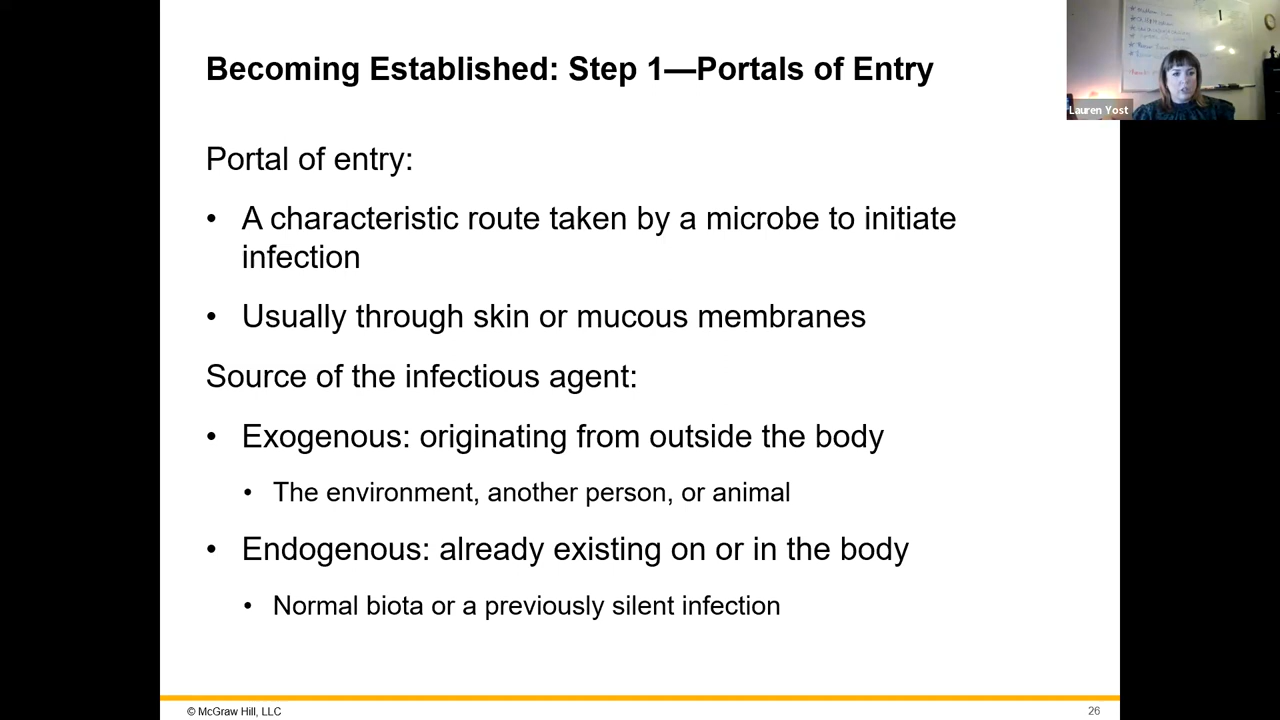 Becoming Established: Step 1—Portals of Entry
Lauren Yost
Portal of entry:
• A characteristic route taken by a microbe to initiate
infection
• Usually through skin or mucous membranes
Source of the infectious agent:
• Exogenous: originating from outside the body
• The environment, another person, or animal
• Endogenous: already existing on or in the body
• Normal biota or a previously silent infection
© McGraw Hill, LLC
26